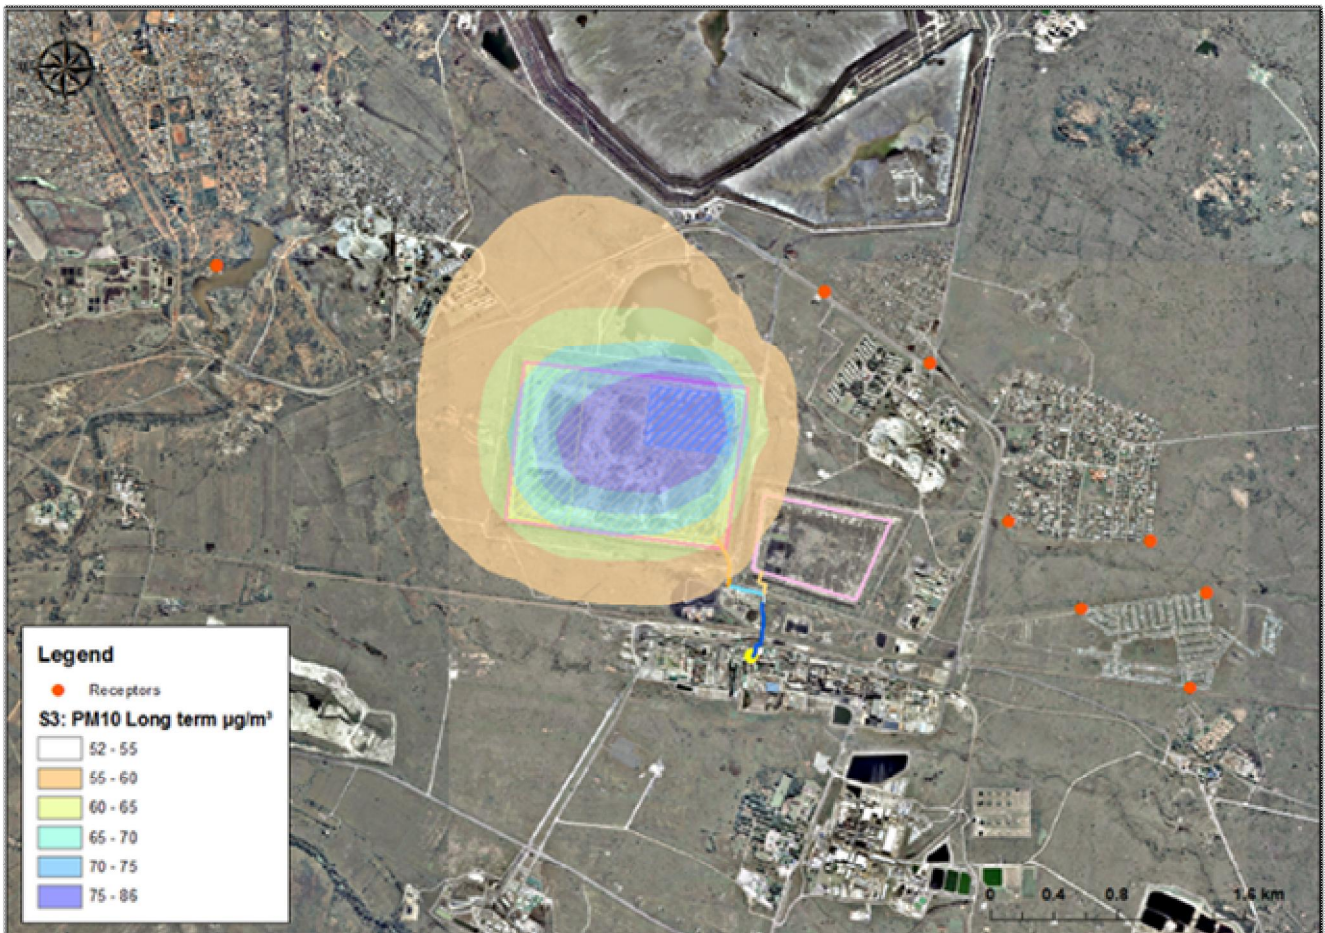 Legend
Receptors
S3: PM10 Long term µg/m³
52 - 55
55 - 60
60 - 65
65 - 70
70 - 75
75 - 86
0 0.4 0.8 1.6 km